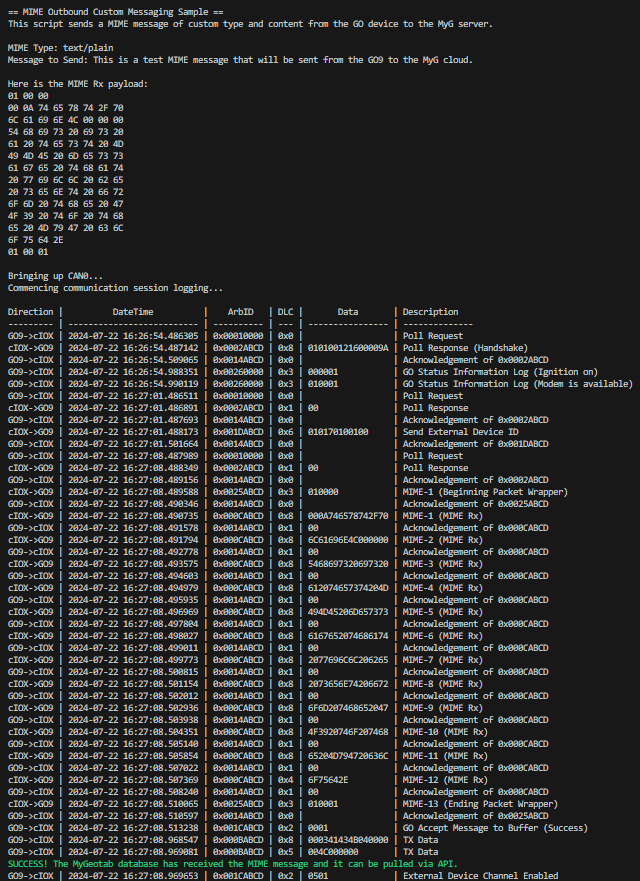 == MIME Outbound Custom Messaging Sample ==
This script sends a MIME message of custom type and content from the GO device to the MyG server.
MIME Type: text/plain
Message to Send: This is a test MIME message that will be sent from the GO9 to the MyG cloud.
Here is the MIME Rx payload:
01 00 00
00 0A 74 65 78 74 2F 70
6C 61 69 6E 4C 00 00 00
54 68 69 73 20 69 73 20
61 20 74 65 73 74 20 4D
49 4D 45 20 6D 65 73 73
61 67 65 20 74 68 61 74
20 77 69 6C 6C 20 62 65
20 73 65 6E 74 20 66 72
6F 6D 20 74 68 65 20 47
4F 39 20 74 6F 20 74 68
65 20 4D 79 47 20 63 6C
6F 75 64 2E
01 00 01
Bringing up CAN0...
Commencing communication session logging...
Direction | DateTime | ArbID | DLC | Data | Description
--------- | -------------------------- | ---------- | --- | ---------------- | --------------
GO9->cIOX | 2024-07-22 16:26:54.486305 | 0x00010000 | 0x0 | | Poll Request
cIOX->GO9 | 2024-07-22 16:26:54.487142 | 0x0002ABCD | 0x8 | 010100121600009A | Poll Response (Handshake)
GO9->cIOX | 2024-07-22 16:26:54.509065 | 0x0014ABCD | 0x0 | | Acknowledgement of 0x0002ABCD
GO9->cIOX | 2024-07-22 16:26:54.988351 | 0x00260000 | 0x3 | 000001 | GO Status Information Log (Ignition on)
GO9->cIOX | 2024-07-22 16:26:54.990119 | 0x00260000 | 0x3 | 010001 | GO Status Information Log (Modem is available)
GO9->cIOX | 2024-07-22 16:27:01.486511 | 0x00010000 | 0x0 | | Poll Request
cIOX->GO9 | 2024-07-22 16:27:01.486891 | 0x0002ABCD | 0x1 | 00 | Poll Response
GO9->cIOX | 2024-07-22 16:27:01.487693 | 0x0014ABCD | 0x0 | | Acknowledgement of 0x0002ABCD
cIOX->GO9 | 2024-07-22 16:27:01.488173 | 0x001DABCD | 0x6 | 010170100100 | Send External Device ID
GO9->cIOX | 2024-07-22 16:27:01.501664 | 0x0014ABCD | 0x0 | | Acknowledgement of 0x001DABCD
GO9->cIOX | 2024-07-22 16:27:08.487989 | 0x00010000 | 0x0 | | Poll Request
cIOX->GO9 | 2024-07-22 16:27:08.488349 | 0x0002ABCD | 0x1 | 00 | Poll Response
GO9->cIOX | 2024-07-22 16:27:08.489156 | 0x0014ABCD | 0x0 | | Acknowledgement of 0x0002ABCD
cIOX->GO9 | 2024-07-22 16:27:08.489588 | 0x0025ABCD | 0x3 | 010000 | MIME-1 (Beginning Packet Wrapper)
GO9->cIOX | 2024-07-22 16:27:08.490346 | 0x0014ABCD | 0x0 | | Acknowledgement of 0x0025ABCD
cIOX->GO9 | 2024-07-22 16:27:08.490735 | 0x000CABCD | 0x8 | 000A746578742F70 | MIME-1 (MIME Rx)
GO9->cIOX | 2024-07-22 16:27:08.491578 | 0x0014ABCD | 0x1 | 00 | Acknowledgement of 0x000CABCD
cIOX->GO9 | 2024-07-22 16:27:08.491794 | 0x000CABCD | 0x8 | 6C61696E4C000000 | MIME-2 (MIME Rx)
GO9->cIOX | 2024-07-22 16:27:08.492778 | 0x0014ABCD | 0x1 | 00 | Acknowledgement of 0x000CABCD
cIOX->GO9 | 2024-07-22 16:27:08.493575 | 0x000CABCD | 0x8 | 5468697320697320 | MIME-3 (MIME Rx)
GO9->cIOX | 2024-07-22 16:27:08.494603 | 0x0014ABCD | 0x1 | 00 | Acknowledgement of 0x000CABCD
cIOX->GO9 | 2024-07-22 16:27:08.494979 | 0x000CABCD | 0x8 | 612074657374204D | MIME-4 (MIME Rx)
GO9->cIOX | 2024-07-22 16:27:08.495935 | 0x0014ABCD | 0x1 | 00 | Acknowledgement of 0x000CABCD
cIOX->GO9 | 2024-07-22 16:27:08.496969 | 0x000CABCD | 0x8 | 494D45206D657373 | MIME-5 (MIME Rx)
GO9->cIOX | 2024-07-22 16:27:08.497804 | 0x0014ABCD | 0x1 | 00 | Acknowledgement of 0x000CABCD
cIOX->GO9 | 2024-07-22 16:27:08.498027 | 0x000CABCD | 0x8 | 6167652074686174 | MIME-6 (MIME Rx)
GO9->cIOX | 2024-07-22 16:27:08.499011 | 0x0014ABCD | 0x1 | 00 | Acknowledgement of 0x000CABCD
cIOX->GO9 | 2024-07-22 16:27:08.499773 | 0x000CABCD | 0x8 | 2077696C6C206265 | MIME-7 (MIME Rx)
GO9->cIOX | 2024-07-22 16:27:08.500815 | 0x0014ABCD | 0x1 | 00 | Acknowledgement of 0x000CABCD
cIOX->GO9 | 2024-07-22 16:27:08.501154 | 0x000CABCD | 0x8 | 2073656E74206672 | MIME-8 (MIME Rx)
GO9->cIOX | 2024-07-22 16:27:08.502012 | 0x0014ABCD | 0x1 | 00 | Acknowledgement of 0x000CABCD
cIOX->GO9 | 2024-07-22 16:27:08.502936 | 0x000CABCD | 0x8 | 6F6D207468652047 | MIME-9 (MIME Rx)
GO9->cIOX | 2024-07-22 16:27:08.503938 | 0x0014ABCD | 0x1 | 00 | Acknowledgement of 0x000CABCD
cIOX->GO9 | 2024-07-22 16:27:08.504351 | 0x000CABCD | 0x8 | 4F3920746F207468 | MIME-10 (MIME Rx)
GO9->cIOX | 2024-07-22 16:27:08.505140 | 0x0014ABCD | 0x1 | 00 | Acknowledgement of 0x000CABCD
cIOX->GO9 | 2024-07-22 16:27:08.505854 | 0x000CABCD | 0x8 | 65204D794720636C | MIME-11 (MIME Rx)
GO9->cIOX | 2024-07-22 16:27:08.507022 | 0x0014ABCD | 0x1 | 00 | Acknowledgement of 0x000CABCD
cIOX->GO9 | 2024-07-22 16:27:08.507369 | 0x000CABCD | 0x4 | 6F75642E | MIME-12 (MIME Rx)
GO9->cIOX | 2024-07-22 16:27:08.508240 | 0x0014ABCD | 0x1 | 00 | Acknowledgement of 0x000CABCD
cIOX->GO9 | 2024-07-22 16:27:08.510065 | 0x0025ABCD | 0x3 | 010001 | MIME-13 (Ending Packet Wrapper)
GO9->cIOX | 2024-07-22 16:27:08.510597 | 0x0014ABCD | 0x0 | | Acknowledgement of 0x0025ABCD
GO9->cIOX | 2024-07-22 16:27:08.513238 | 0x001CABCD | 0x2 | 0001 | GO Accept Message to Buffer (Success)
GO9->cIOX | 2024-07-22 16:27:08.968547 | 0x000BABCD | 0x8 | 000341434B040000 | TX Data
GO9->cIOX | 2024-07-22 16:27:08.969081 | 0x000BABCD | 0x5 | 004C000000 | TX Data
SUCCESS! The MyGeotab database has received the MIME message and it can be pulled via API.
GO9->cIOX | 2024-07-22 16:27:08.969653 | 0x001CABCD | 0x2 | 0501 | External Device Channel Enabled